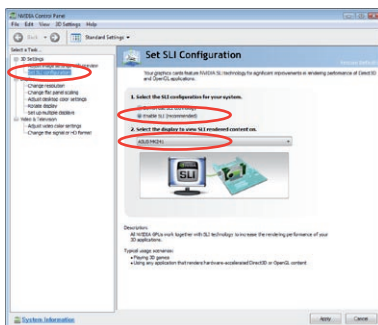 NVIDIA Control Panel
File Edit View 3D Settings Help
Back
Standard Settings
Select a Task...
3D Settings
Set SLI Configuration
Change resolution
Change flat panel scaling
Adjust desktop color settings
Rotate display
Set up multiple displays
Video & Television
Adjust video color settings
Change the signal or HD format
System Information
Set SLI Configuration
Your graphics cards feature NVIDIA SLI technology for significant improvements in rendering performance of Direct3D
and OpenGL applications.
1. Select the SLI configuration for your system.
Enable SLI (recommended)
2. Select the display to view SLI rendered content on.
SLI
Description:
All NVIDIA GPUs work together with SLI technology to increase the rendering performance of your
3D applications.
Typical usage scenarios:
• Playing 3D games
• Using any application that renders hardware-accelerated Direct3D or OpenGL content
Apply
Cancel